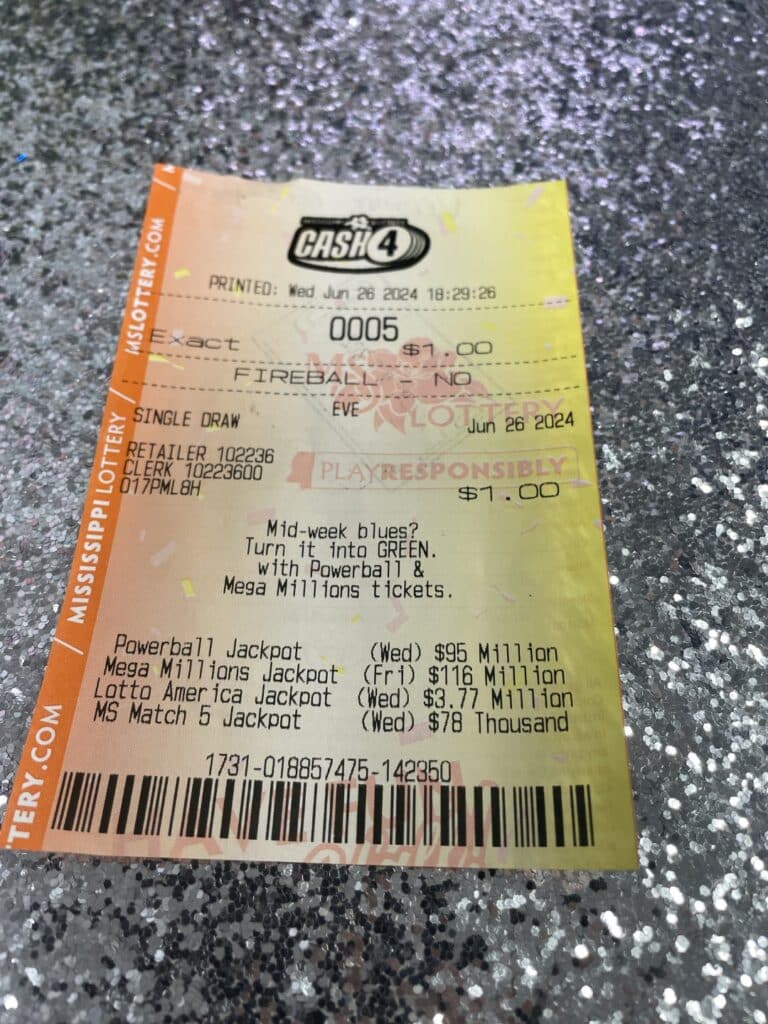 CASH 4
PRINTED: Wed Jun 26 2024 18:29:26
0005
Exact $1.00
FIREBALL - NO
EVE
SINGLE DRAW Jun 26 2024
RETAILER 102236
CLERK 10223600
017PML8H $1.00
MS
LOTTERY
PLAYRESPONSIBLY
Mid-week blues?
Turn it into GREEN.
with Powerball &
Mega Millions tickets.
Powerball Jackpot (Wed) $95 Million
Mega Millions Jackpot (Fri) $116 Million
Lotto America Jackpot (Wed) $3.77 Million
MS Match 5 Jackpot (Wed) $78 Thousand
1731-018857475-142350
TERY.COM / MISSISSIPPI LOTTERY / MSLOTTERY.COM /